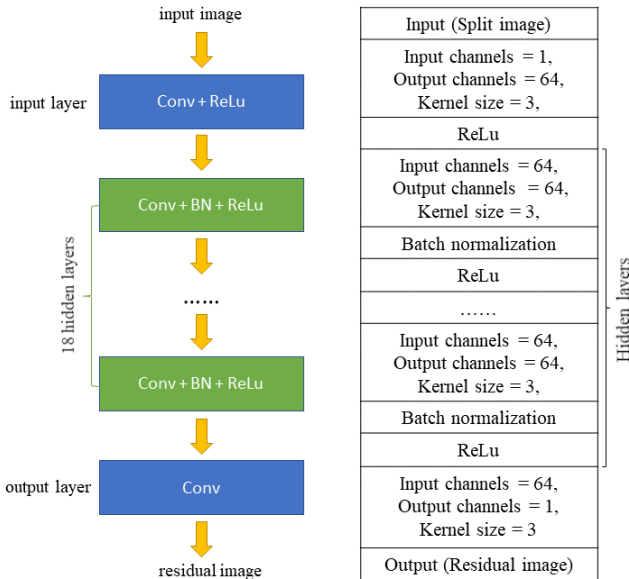 input image
input layer
Conv + ReLu
Conv + BN + ReLu
18 hidden layers
......
Conv + BN + ReLu
output layer
Conv
residual image
Input (Split image)
Input channels = 1,
Output channels = 64,
Kernel size = 3,
ReLu
Input channels = 64,
Output channels = 64,
Kernel size = 3,
Batch normalization
ReLu
......
Input channels = 64,
Output channels = 64,
Kernel size = 3,
Batch normalization
ReLu
Hidden layers
Input channels = 64,
Output channels = 1,
Kernel size = 3
Output (Residual image)